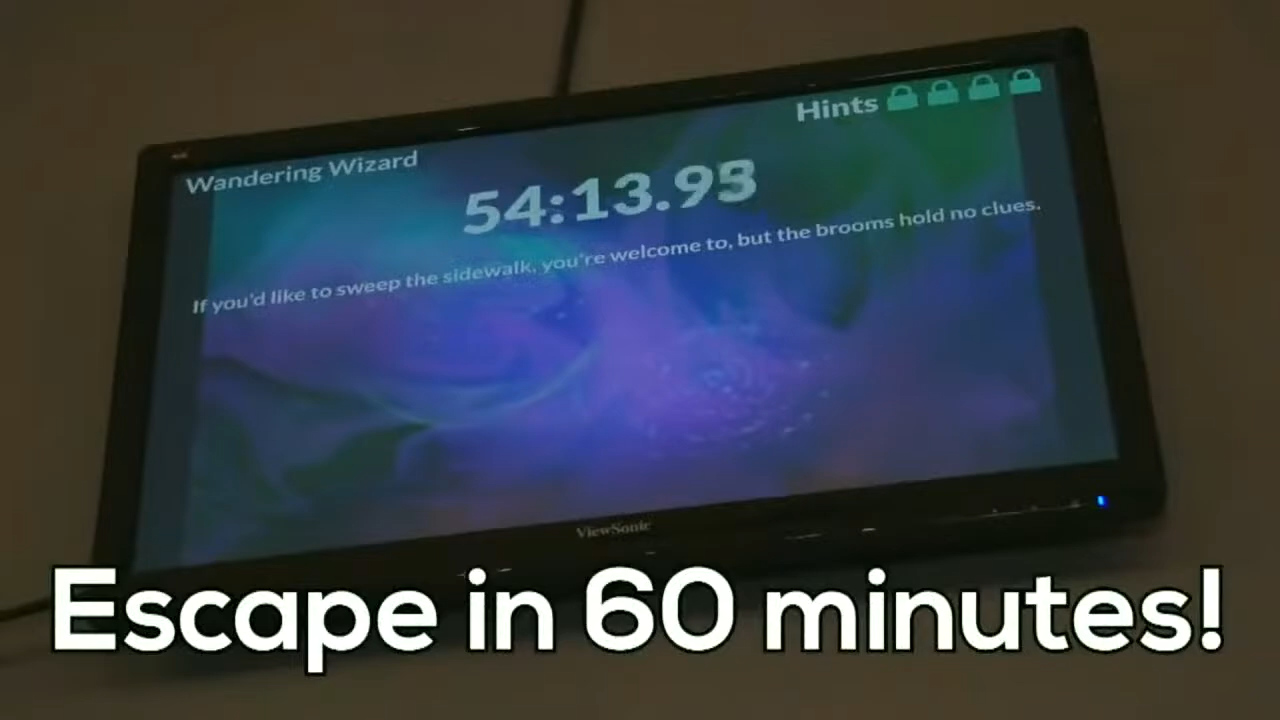 Hints
Wandering Wizard
54:13.93
If you'd like to sweep the sidewalk, you're welcome to, but the brooms hold no clues.
ViewSonic
Escape in 60 minutes!